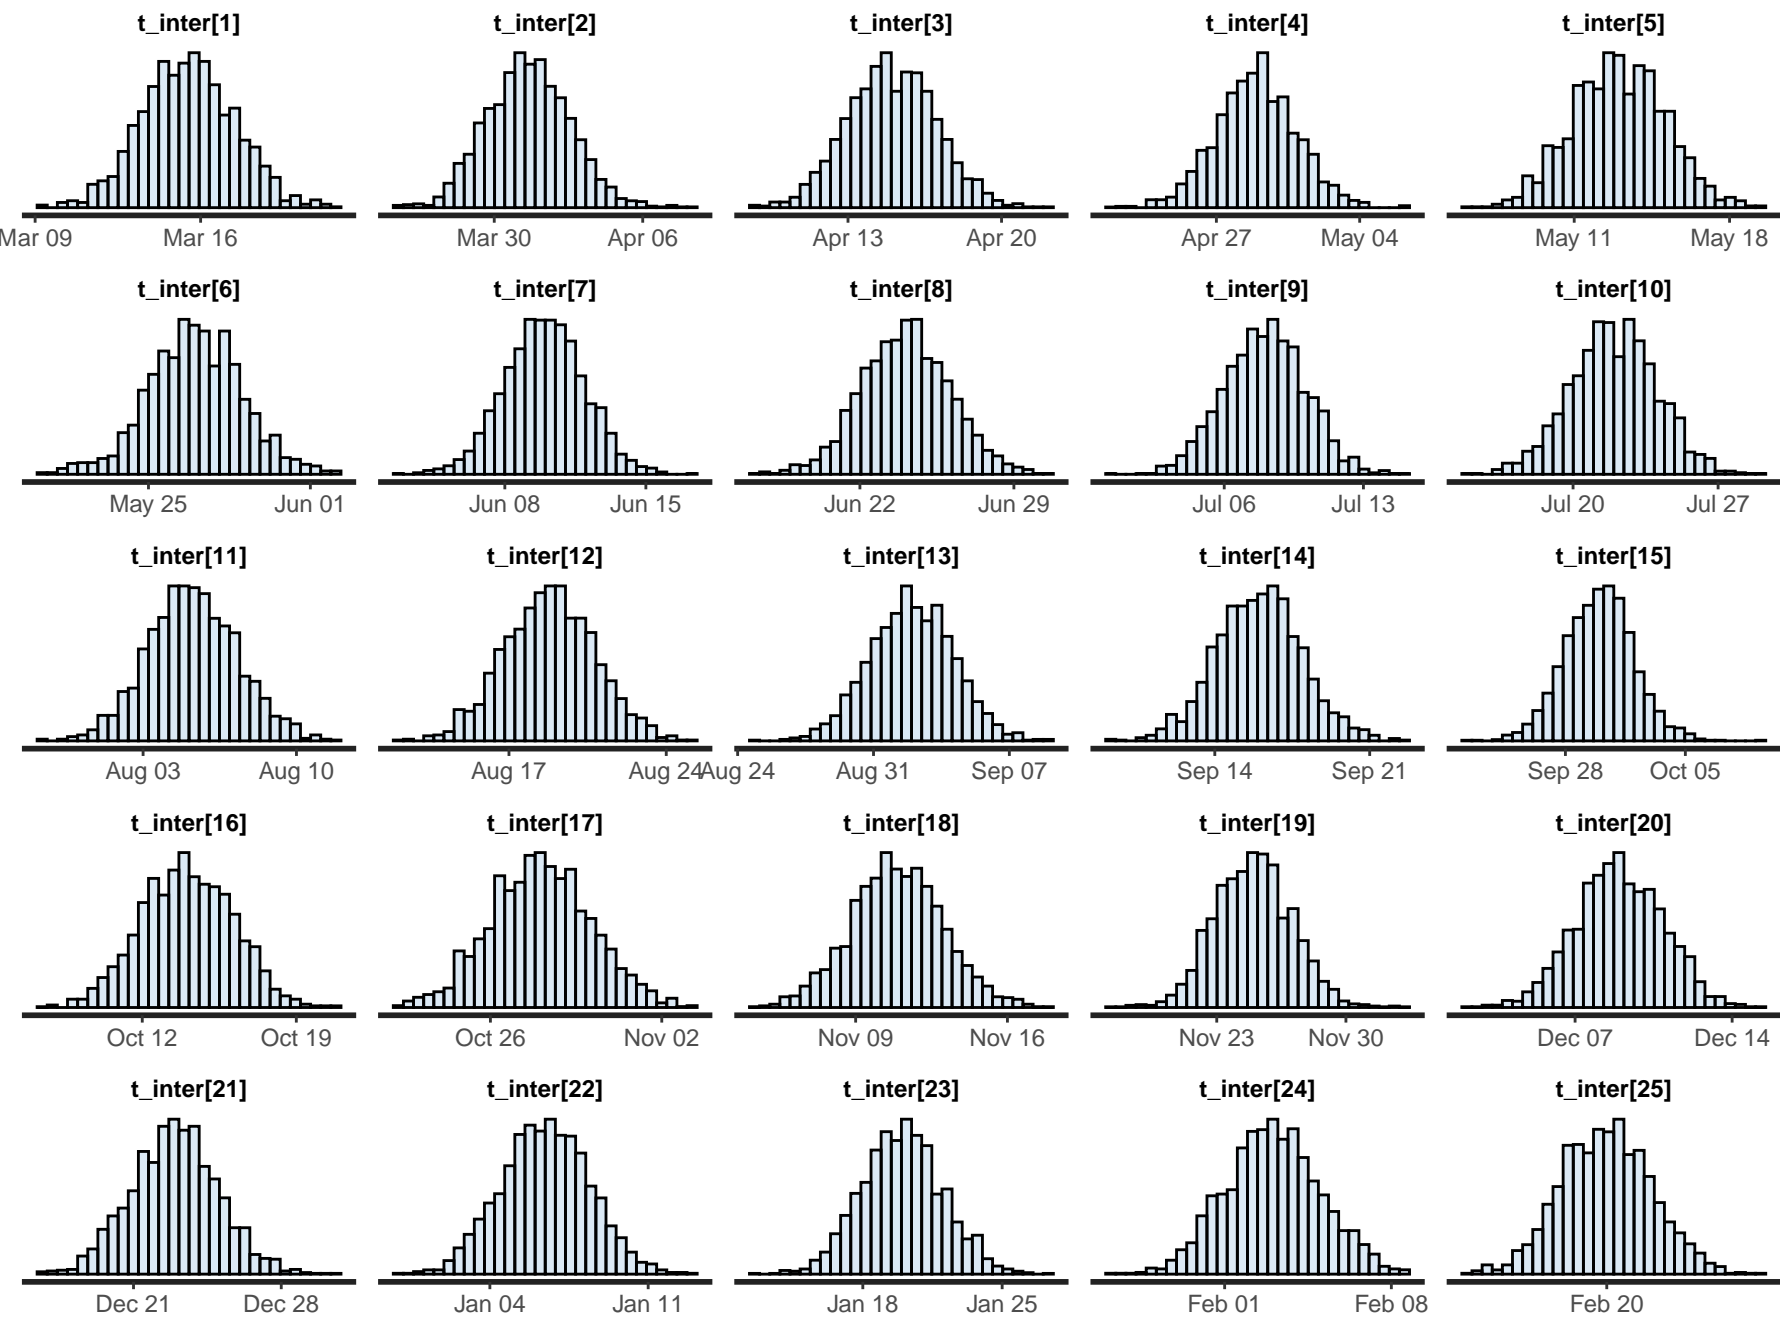 t_inter[1] t_inter[2] t_inter[3] t_inter[4] t_inter[5]
Mar 09 Mar 16 Mar 30 Apr 06 Apr 13 Apr 20 Apr 27 May 04 May 11 May 18
t_inter[6] t_inter[7] t_inter[8] t_inter[9] t_inter[10]
May 25 Jun 01 Jun 08 Jun 15 Jun 22 Jun 29 Jul 06 Jul 13 Jul 20 Jul 27
t_inter[11] t_inter[12] t_inter[13] t_inter[14] t_inter[15]
Aug 03 Aug 10 Aug 17 Aug 24 Aug 24 Aug 31 Sep 07 Sep 14 Sep 21 Sep 28 Oct 05
t_inter[16] t_inter[17] t_inter[18] t_inter[19] t_inter[20]
Oct 12 Oct 19 Oct 26 Nov 02 Nov 09 Nov 16 Nov 23 Nov 30 Dec 07 Dec 14
t_inter[21] t_inter[22] t_inter[23] t_inter[24] t_inter[25]
Dec 21 Dec 28 Jan 04 Jan 11 Jan 18 Jan 25 Feb 01 Feb 08 Feb 20